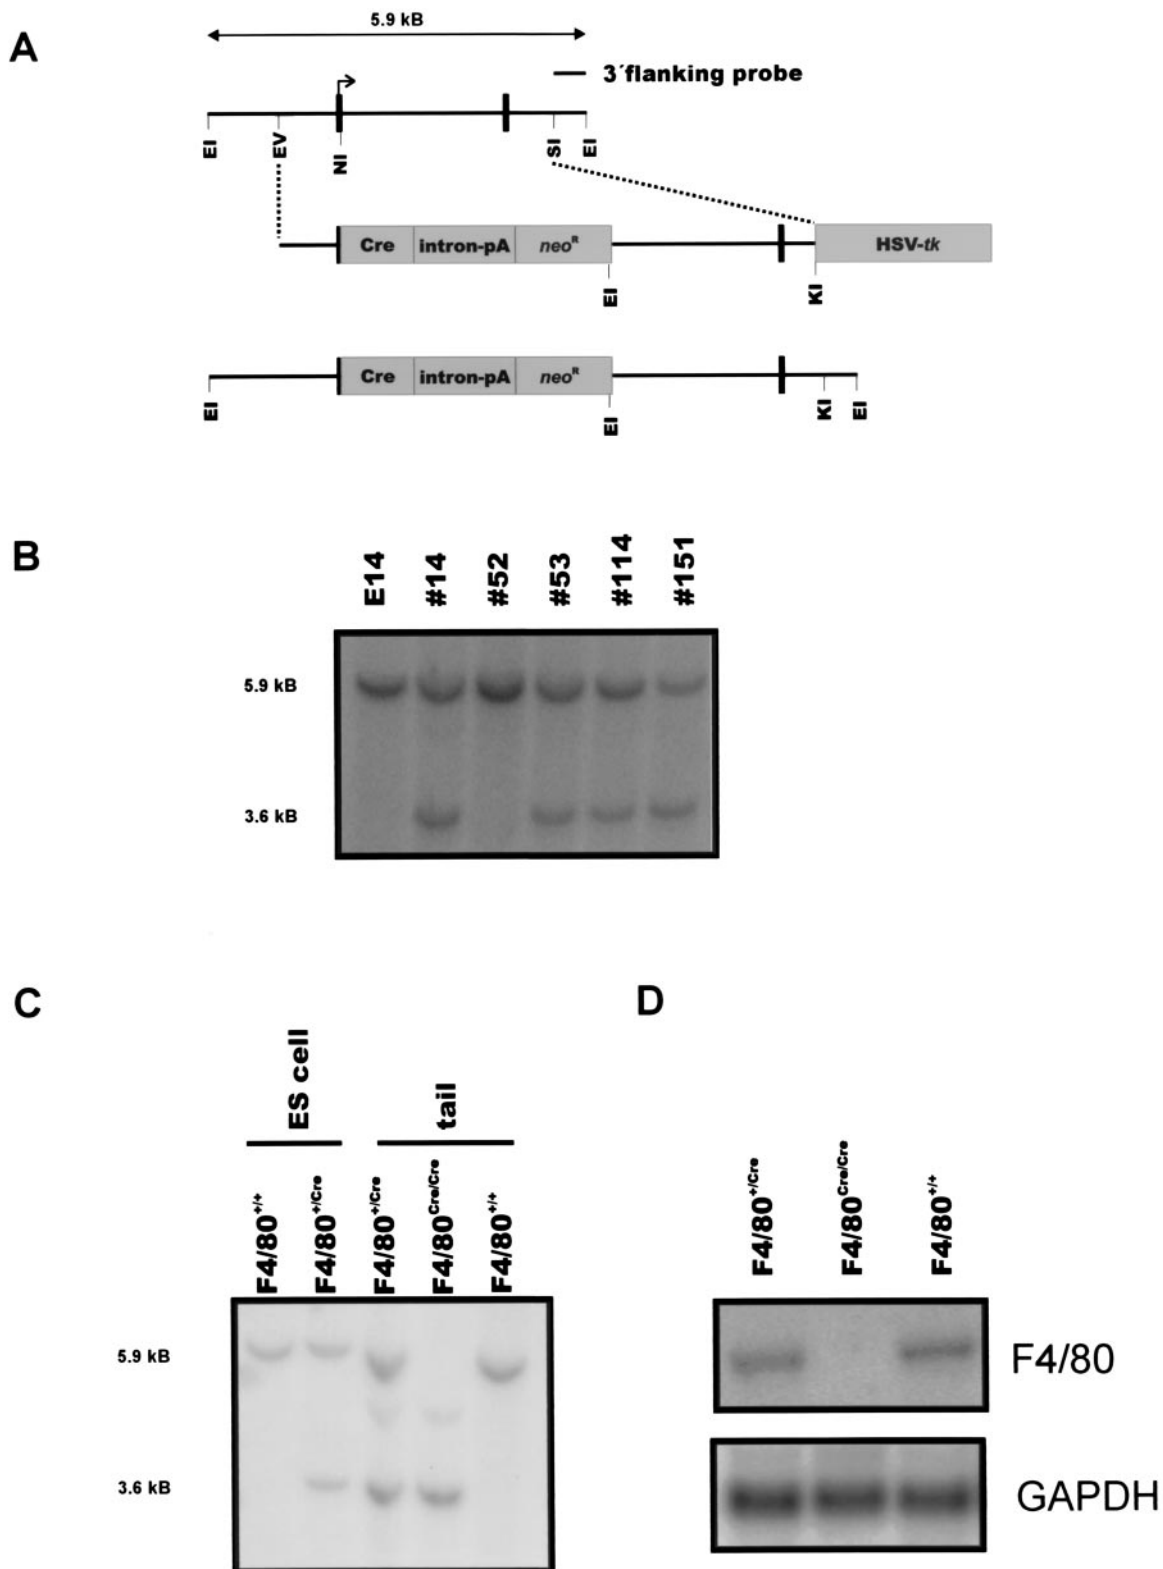 A
5.9 kB
3´flanking probe
EI
EV
NI
SI
EI
Cre
intron-pA
neoᴿ
HSV-tk
EI
KI
Cre
intron-pA
neoᴿ
EI
EI
KI
EI
B
E14
#14
#52
#53
#114
#151
5.9 kB
3.6 kB
C
ES cell
tail
F4/80+/+
F4/80+/Cre
F4/80+/Cre
F4/80Cre/Cre
F4/80+/+
5.9 kB
3.6 kB
D
F4/80+/Cre
F4/80Cre/Cre
F4/80+/+
F4/80
GAPDH